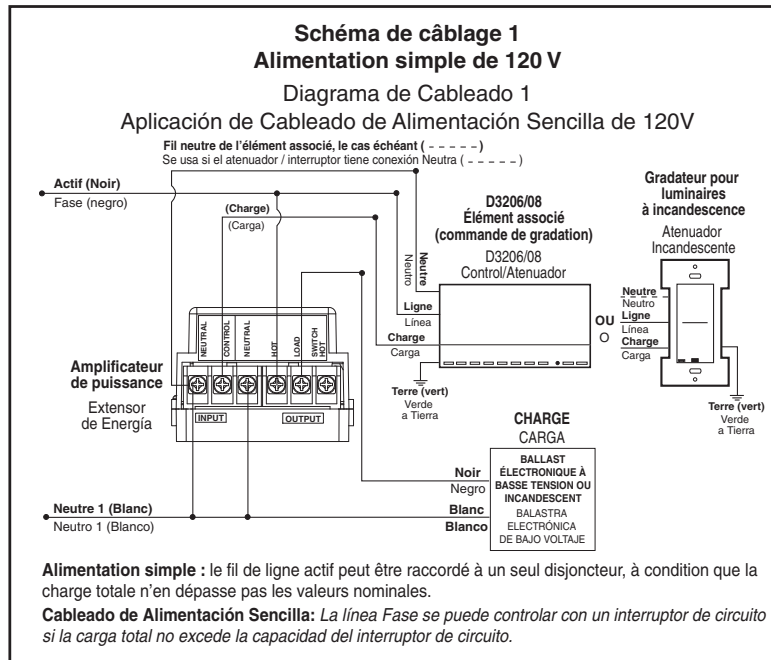 Schéma de câblage 1
Alimentation simple de 120 V
Diagrama de Cableado 1
Aplicación de Cableado de Alimentación Sencilla de 120V
Fil neutre de l'élément associé, le cas échéant ( – – – – – )
Se usa si el atenuador / interruptor tiene conexión Neutra ( – – – – – )
Actif (Noir)
Fase (negro)
(Charge)
(Carga)
Neutre
Neutro
D3206/08
Élément associé
(commande de gradation)
D3206/08
Control/Atenuador
Ligne
Línea
Charge
Carga
Terre (vert)
Verde
a Tierra
OU
O
Gradateur pour
luminaires
à incandescence
Atenuador
Incandescente
Neutre
Neutro
Ligne
Línea
Charge
Carga
Terre (vert)
Verde
a Tierra
NEUTRAL
CONTROL
NEUTRAL
HOT
LOAD
SWITCH
HOT
Amplificateur
de puissance
Extensor
de Energía
INPUT
OUTPUT
CHARGE
CARGA
BALLAST
ÉLECTRONIQUE À
BASSE TENSION OU
INCANDESCENT
BALASTRA
ELECTRÓNICA
DE BAJO VOLTAJE
Noir
Negro
Blanc
Blanco
Neutre 1 (Blanc)
Neutro 1 (Blanco)
Alimentation simple : le fil de ligne actif peut être raccordé à un seul disjoncteur, à condition que la
charge totale n'en dépasse pas les valeurs nominales.
Cableado de Alimentación Sencilla: La línea Fase se puede controlar con un interruptor de circuito
si la carga total no excede la capacidad del interruptor de circuito.